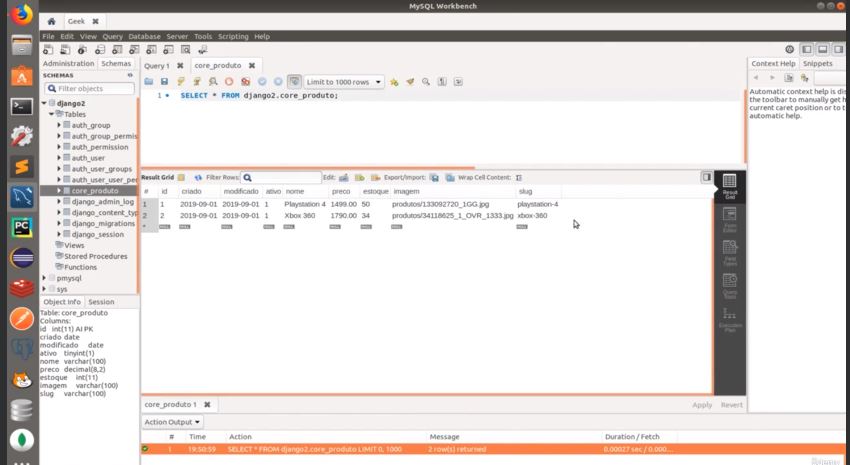 MySQL Workbench
Geek
File Edit View Query Database Server Tools Scripting Help
Administration Schemas
Query 1 core_produto
Context Help Snippets
SCHEMAS
Filter objects
Limit to 1000 rows
1 SELECT * FROM django2.core_produto;
Automatic context help is dis
the toolbar to manually get h
current caret position or to t
automatic help.
django2
Tables
auth_group
auth_group_permis
auth_permission
auth_user
auth_user_groups
auth_user_user_per
core_produto
django_admin_log
django_content_typ
django_migrations
django_session
Views
Stored Procedures
Functions
pmysql
sys
Result Grid Filter Rows: Edit: Export/Import: Wrap Cell Content:
# id criado modificado ativo nome preco estoque imagem slug
1 1 2019-09-01 2019-09-01 1 Playstation 4 1499.00 50 produtos/133092720_1GG.jpg playstation-4
2 2 2019-09-01 2019-09-01 1 Xbox 360 1790.00 34 produtos/34118625_1_OVR_1333.jpg xbox-360
* NULL NULL NULL NULL NULL NULL NULL NULL NULL
Result
Grid
Form
Editor
Field
Types
Query
Stats
Execution
Plan
Object Info Session
Table: core_produto
Columns:
id int(11) AI PK
criado date
modificado date
ativo tinyint(1)
nome varchar(100)
preco decimal(8,2)
estoque int(11)
imagem varchar(100)
slug varchar(100)
core_produto 1
Apply Revert
Action Output
# Time Action Message Duration / Fetch
1 19:50:59 SELECT * FROM django2.core_produto LIMIT 0, 1000 2 row(s) returned 0.00027 sec / 0.000...